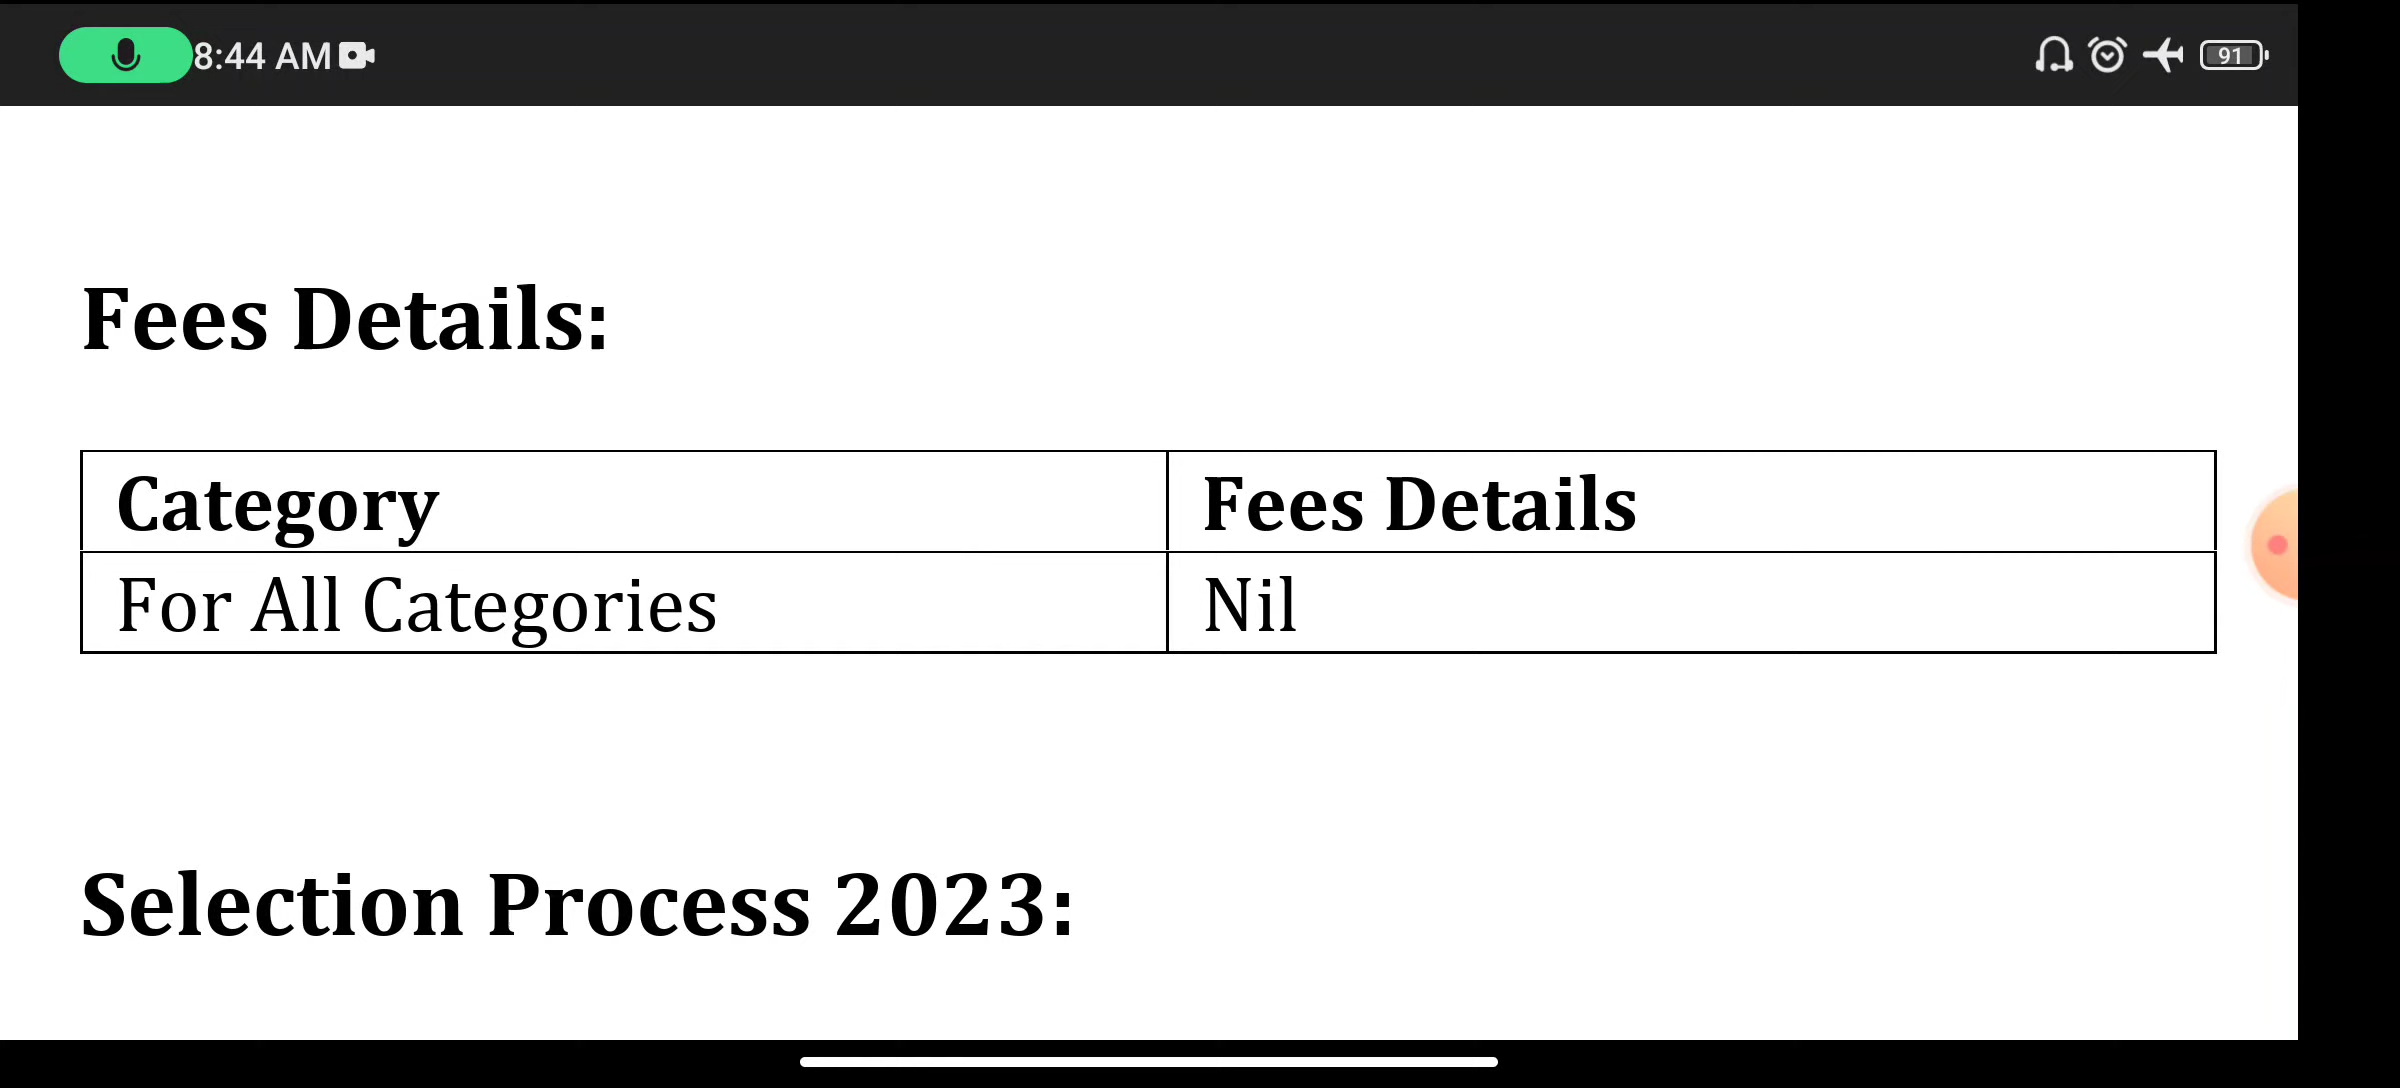 8:44 AM
91
Fees Details:
Category Fees Details
For All Categories Nil
Selection Process 2023: